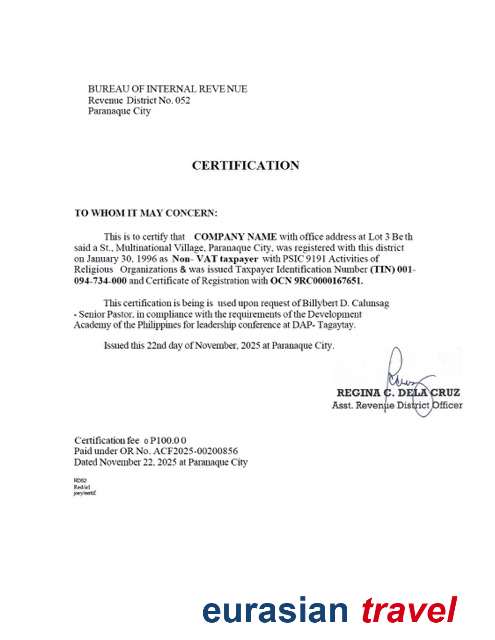 BUREAU OF INTERNAL REVENUE
Revenue District No. 052
Paranaque City
CERTIFICATION
TO WHOM IT MAY CONCERN:
This is to certify that COMPANY NAME with office address at Lot 3 Beth
said a St., Multinational Village, Paranaque City, was registered with this district
on January 30, 1996 as Non- VAT taxpayer with PSIC 9191 Activities of
Religious Organizations & was issued Taxpayer Identification Number (TIN) 001-
094-734-000 and Certificate of Registration with OCN 9RC0000167651.
This certification is being is used upon request of Billybert D. Calunsag
- Senior Pastor, in compliance with the requirements of the Development
Academy of the Philippines for leadership conference at DAP- Tagaytay.
Issued this 22nd day of November, 2025 at Paranaque City.
REGINA C. DELA CRUZ
Asst. Revenue District Officer
Certification fee o P100.00
Paid under OR No. ACF2025-00200856
Dated November 22, 2025 at Paranaque City
eurasian travel